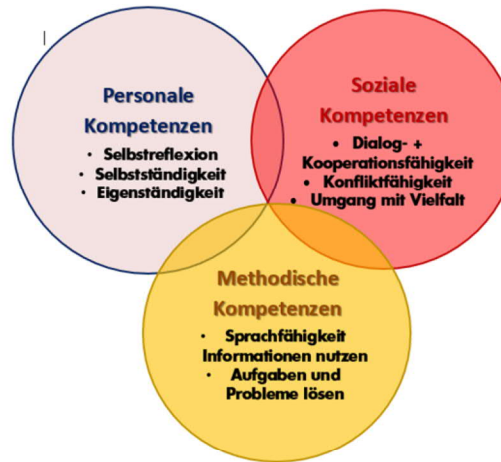 Personale
Kompetenzen
• Selbstreflexion
• Selbstständigkeit
• Eigenständigkeit
Soziale
Kompetenzen
• Dialog- +
Kooperationsfähigkeit
• Konfliktfähigkeit
• Umgang mit Vielfalt
Methodische
Kompetenzen
• Sprachfähigkeit
Informationen nutzen
• Aufgaben und
Probleme lösen